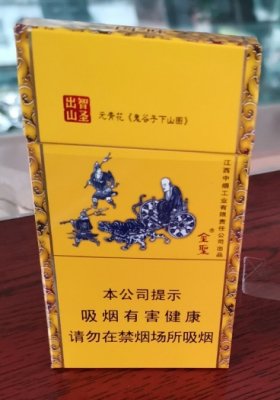 智圣
出山
元青花《鬼谷子下山图》
江西中烟工业有限责任公司出品
金聖
本公司提示
吸烟有害健康
请勿在禁烟场所吸烟